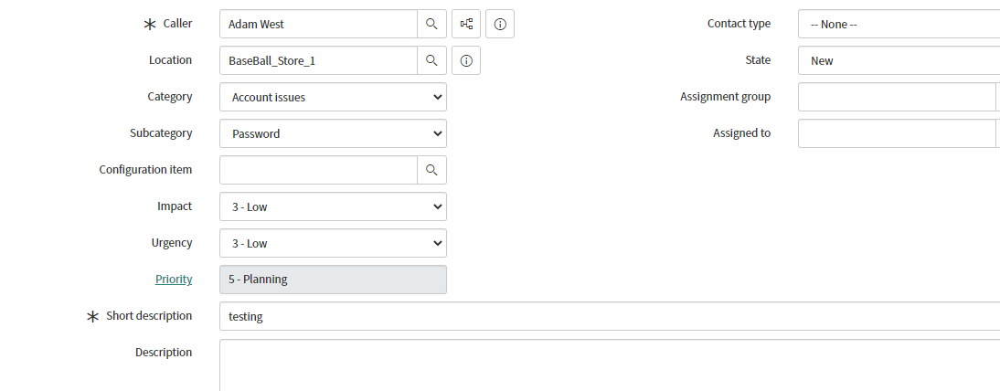 Caller Adam West Contact type -- None --
Location BaseBall_Store_1 State New
Category Account issues Assignment group
Subcategory Password Assigned to
Configuration item
Impact 3 - Low
Urgency 3 - Low
Priority 5 - Planning
Short description testing
Description